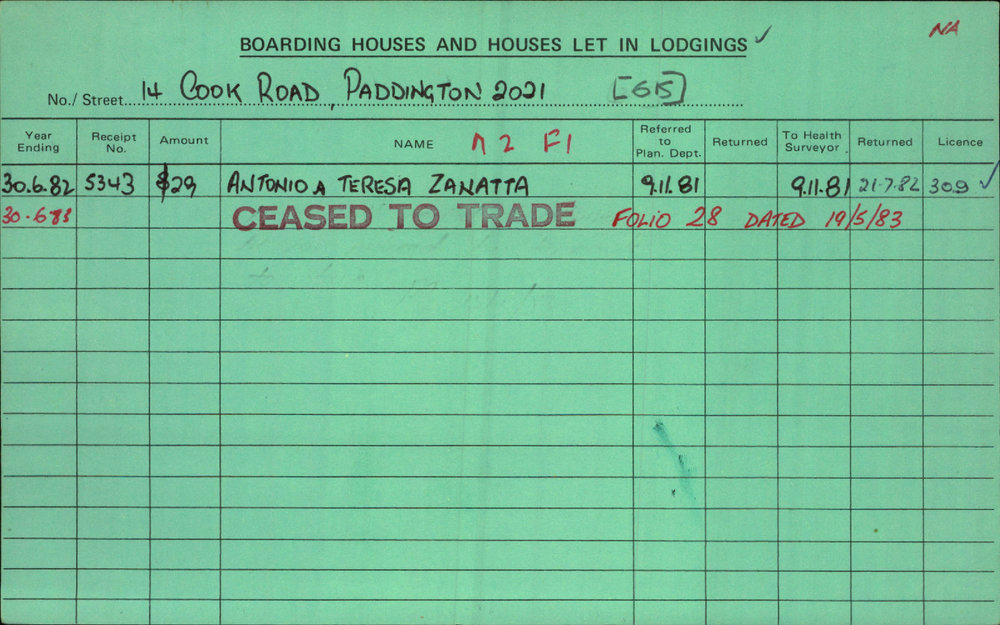 NA
BOARDING HOUSES AND HOUSES LET IN LODGINGS ✓
No./ Street 14 COOK ROAD, PADDINGTON 2021 [G15]
Year Ending Receipt No. Amount NAME M2 F1 Referred to Plan. Dept. Returned To Health Surveyor Returned Licence
30.6.82 5343 $29 ANTONIO & TERESA ZANATTA 9.11.81 9.11.81 21-7.82 309 ✓
30.6.83 CEASED TO TRADE FOLIO 28 DATED 19/5/83